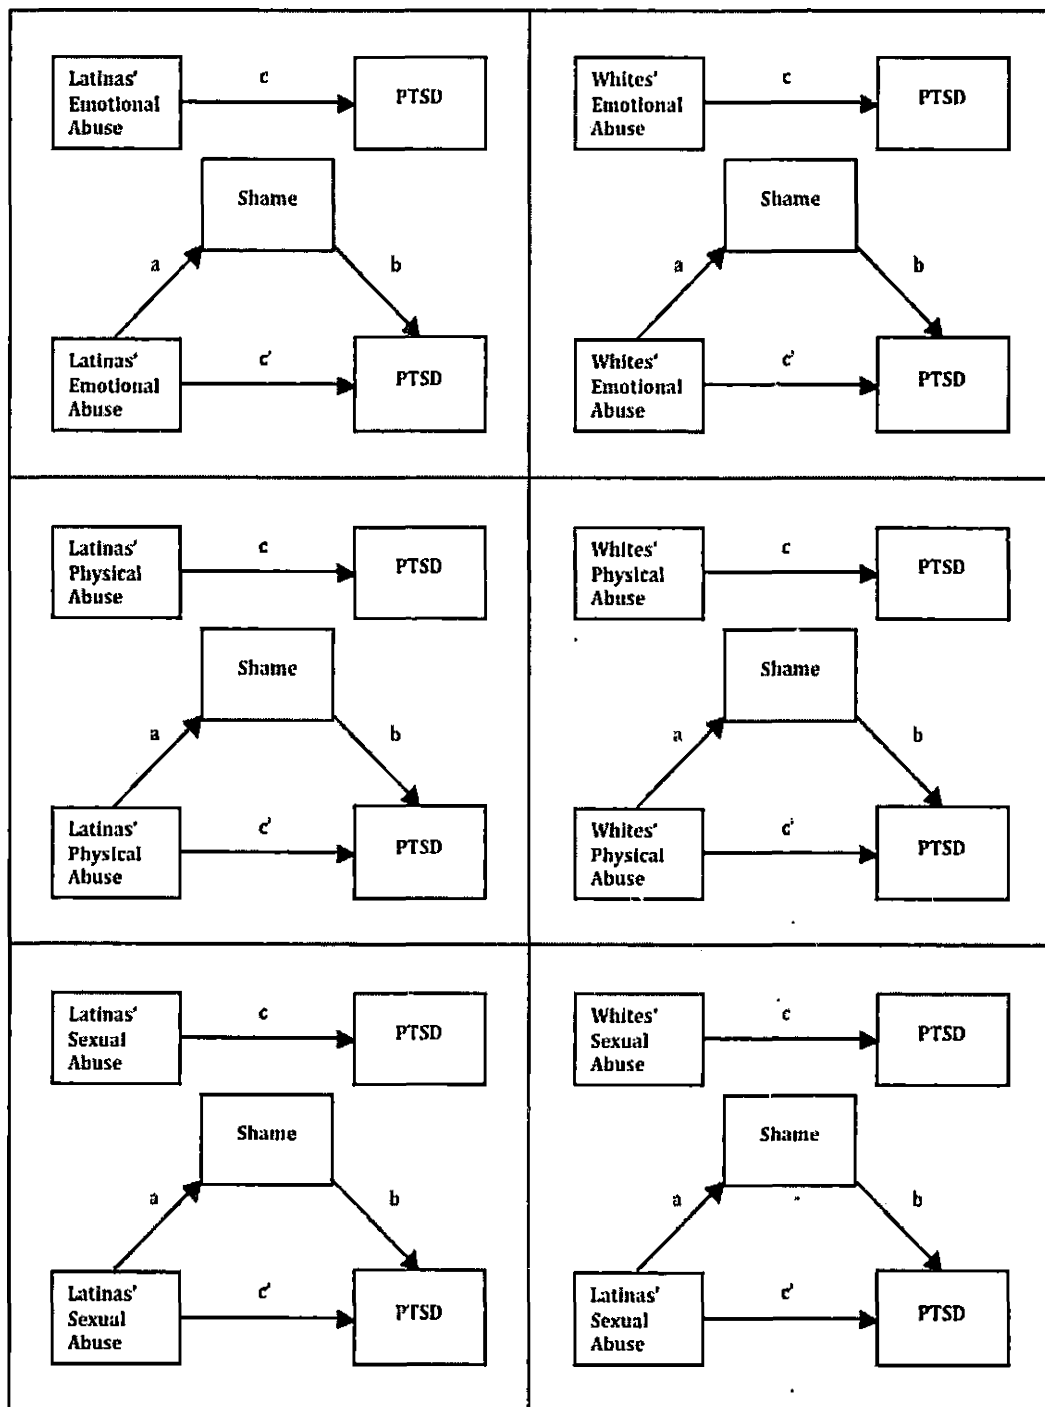 Latinas'
Emotional
Abuse
c
PTSD
Shame
a
b
Latinas'
Emotional
Abuse
c'
PTSD
Whites'
Emotional
Abuse
c
PTSD
Shame
a
b
Whites'
Emotional
Abuse
c'
PTSD
Latinas'
Physical
Abuse
c
PTSD
Shame
a
b
Latinas'
Physical
Abuse
c'
PTSD
Whites'
Physical
Abuse
c
PTSD
Shame
a
b
Whites'
Physical
Abuse
c'
PTSD
Latinas'
Sexual
Abuse
c
PTSD
Shame
a
b
Latinas'
Sexual
Abuse
c'
PTSD
Whites'
Sexual
Abuse
c
PTSD
Shame
a
b
Latinas'
Sexual
Abuse
c'
PTSD